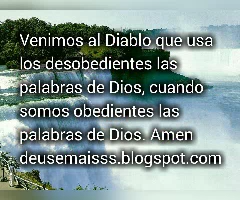 Venimos al Diablo que usa
los desobedientes las
palabras de Dios, cuando
somos obedientes las
palabras de Dios. Amen
deusemaisss.blogspot.com